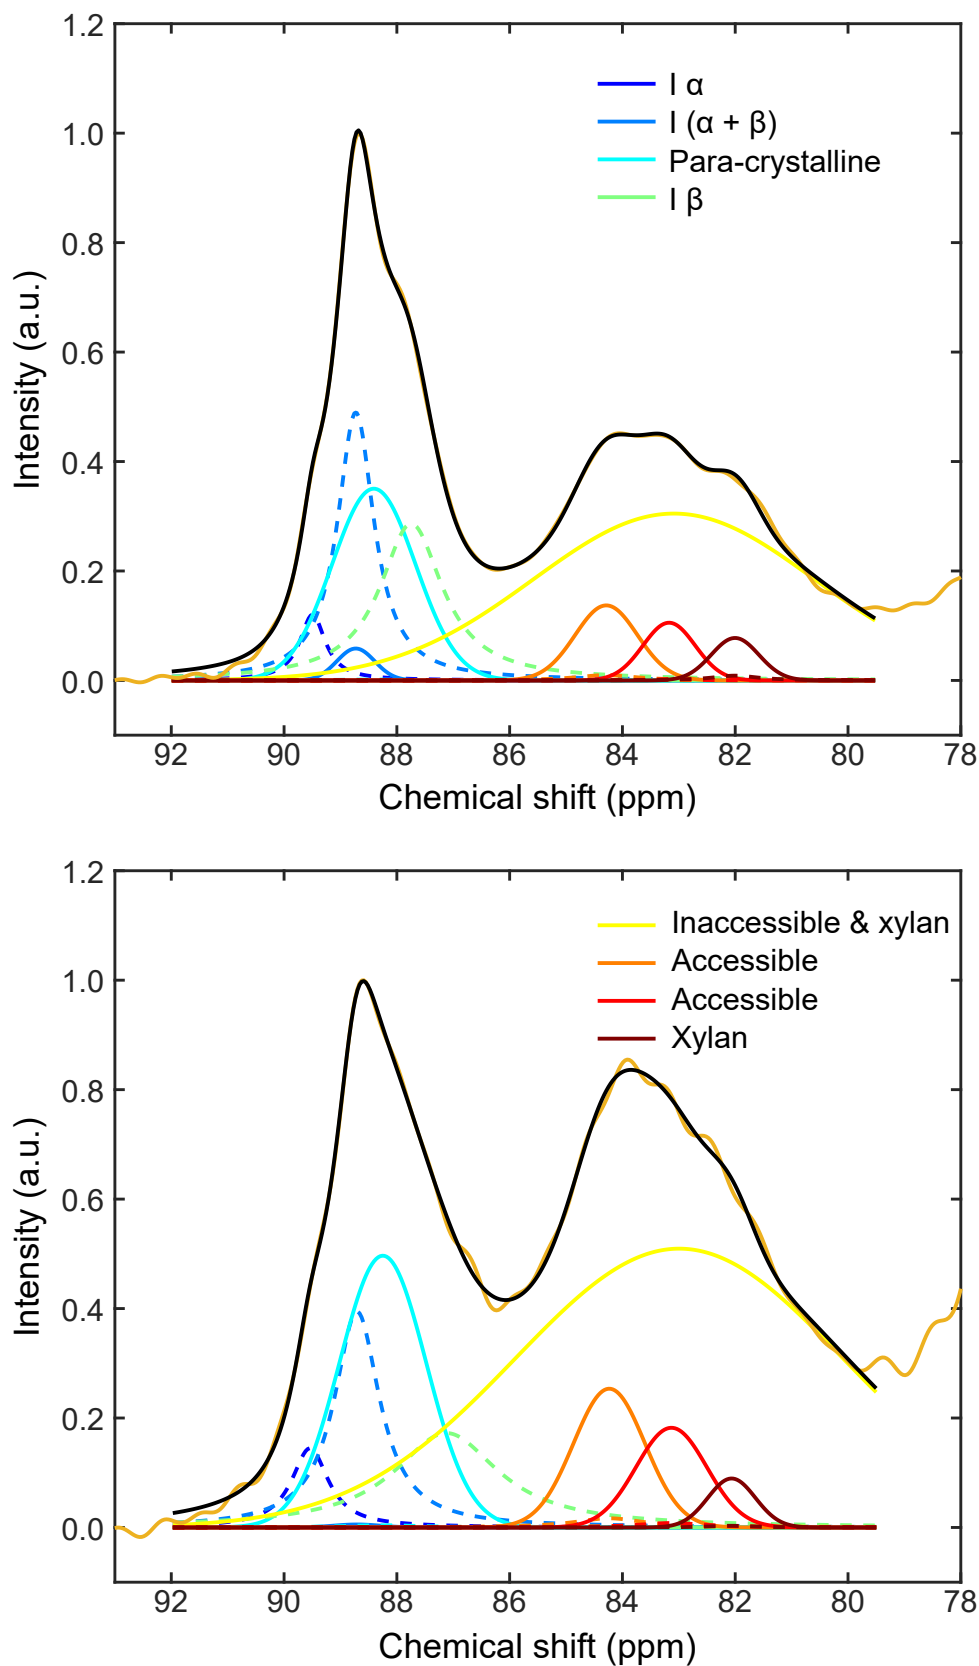 1.2
1.0
0.8
0.6
0.4
0.2
0.0
Intensity (a.u.)
I α
I (α + β)
Para-crystalline
I β
92 90 88 86 84 82 80 78
Chemical shift (ppm)
1.2
1.0
0.8
0.6
0.4
0.2
0.0
Intensity (a.u.)
Inaccessible & xylan
Accessible
Accessible
Xylan
92 90 88 86 84 82 80 78
Chemical shift (ppm)